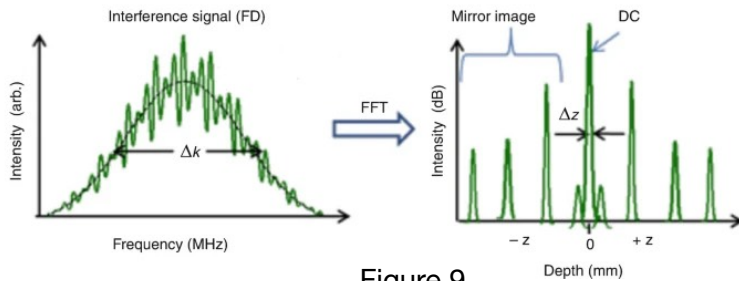 Interference signal (FD)
Intensity (arb.)
Δk
Frequency (MHz)
FFT
Mirror image
DC
Intensity (dB)
Δz
– z
0
+ z
Depth (mm)
Figure 9